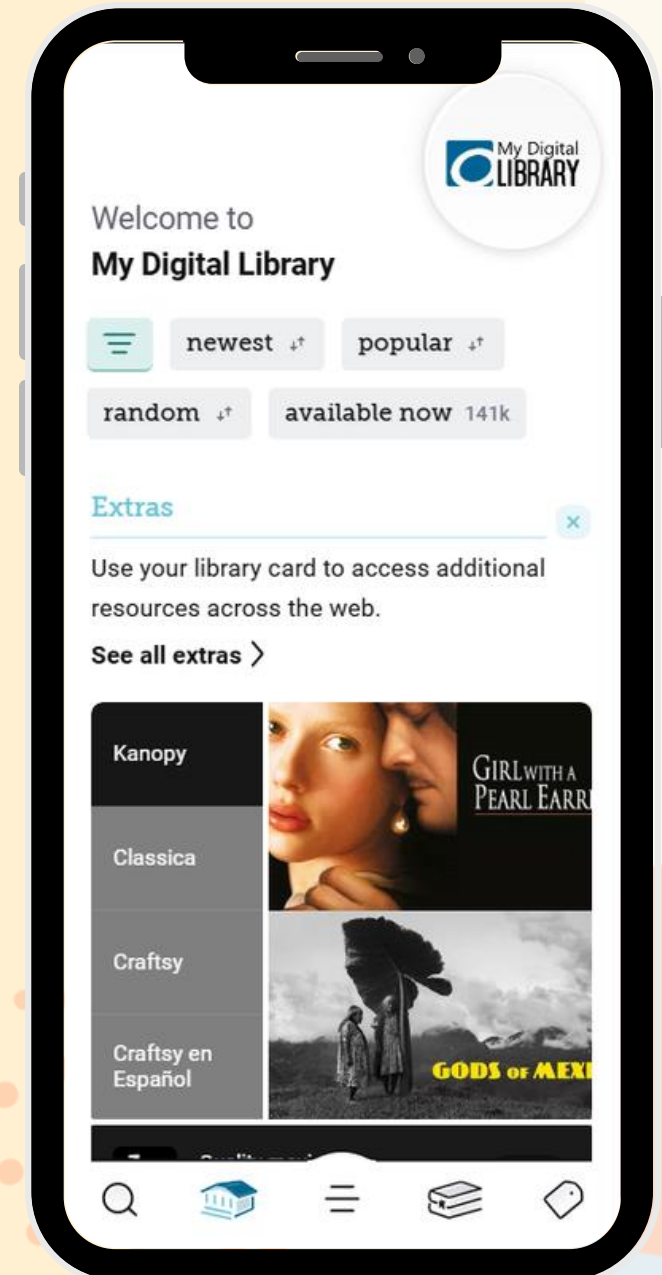 My Digital
LIBRARY
Welcome to
My Digital Library
newest
popular
random
available now 141k
Extras
Use your library card to access additional
resources across the web.
See all extras
Kanopy
GIRL WITH A
PEARL EARR
Classica
Craftsy
GODS OF MEXI
Craftsy en
Español